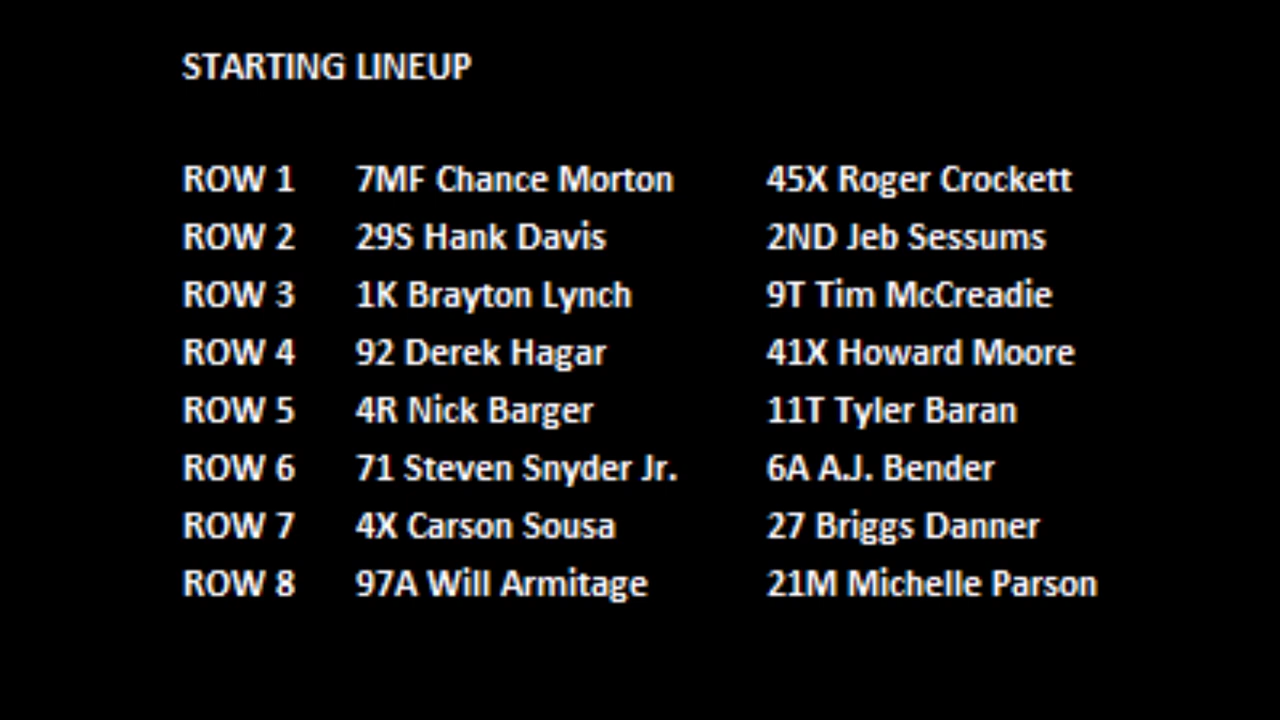 STARTING LINEUP
ROW 1 7MF Chance Morton 45X Roger Crockett
ROW 2 29S Hank Davis 2ND Jeb Sessums
ROW 3 1K Brayton Lynch 9T Tim McCreadie
ROW 4 92 Derek Hagar 41X Howard Moore
ROW 5 4R Nick Barger 11T Tyler Baran
ROW 6 71 Steven Snyder Jr. 6A A.J. Bender
ROW 7 4X Carson Sousa 27 Briggs Danner
ROW 8 97A Will Armitage 21M Michelle Parson